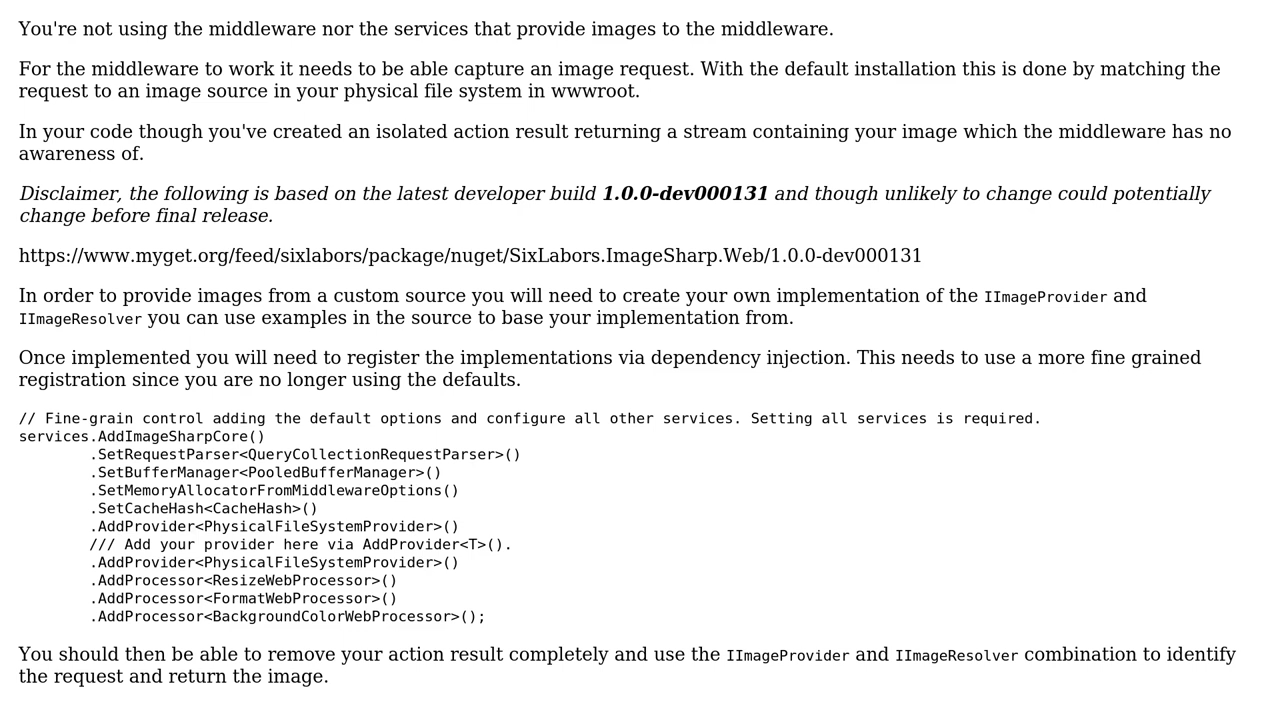 You're not using the middleware nor the services that provide images to the middleware.
For the middleware to work it needs to be able capture an image request. With the default installation this is done by matching the
request to an image source in your physical file system in wwwroot.
In your code though you've created an isolated action result returning a stream containing your image which the middleware has no
awareness of.
Disclaimer, the following is based on the latest developer build 1.0.0-dev000131 and though unlikely to change could potentially
change before final release.
https://www.myget.org/feed/sixlabors/package/nuget/SixLabors.ImageSharp.Web/1.0.0-dev000131
In order to provide images from a custom source you will need to create your own implementation of the IImageProvider and
IImageResolver you can use examples in the source to base your implementation from.
Once implemented you will need to register the implementations via dependency injection. This needs to use a more fine grained
registration since you are no longer using the defaults.
// Fine-grain control adding the default options and configure all other services. Setting all services is required.
services.AddImageSharpCore()
        .SetRequestParser<QueryCollectionRequestParser>()
        .SetBufferManager<PooledBufferManager>()
        .SetMemoryAllocatorFromMiddlewareOptions()
        .SetCacheHash<CacheHash>()
        .AddProvider<PhysicalFileSystemProvider>()
        /// Add your provider here via AddProvider<T>().
        .AddProvider<PhysicalFileSystemProvider>()
        .AddProcessor<ResizeWebProcessor>()
        .AddProcessor<FormatWebProcessor>()
        .AddProcessor<BackgroundColorWebProcessor>();
You should then be able to remove your action result completely and use the IImageProvider and IImageResolver combination to identify
the request and return the image.